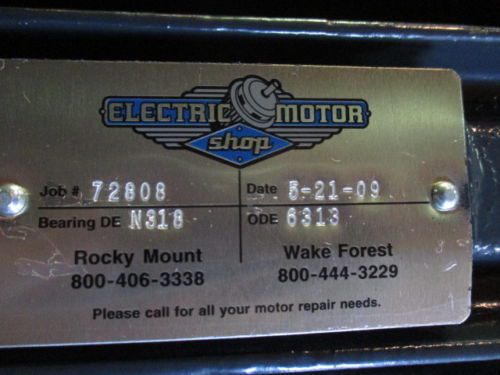 ELECTRIC MOTOR
shop
Job # 72808 Date 5-21-09
Bearing DE N318 ODE 6313
Rocky Mount Wake Forest
800-406-3338 800-444-3229
Please call for all your motor repair needs.